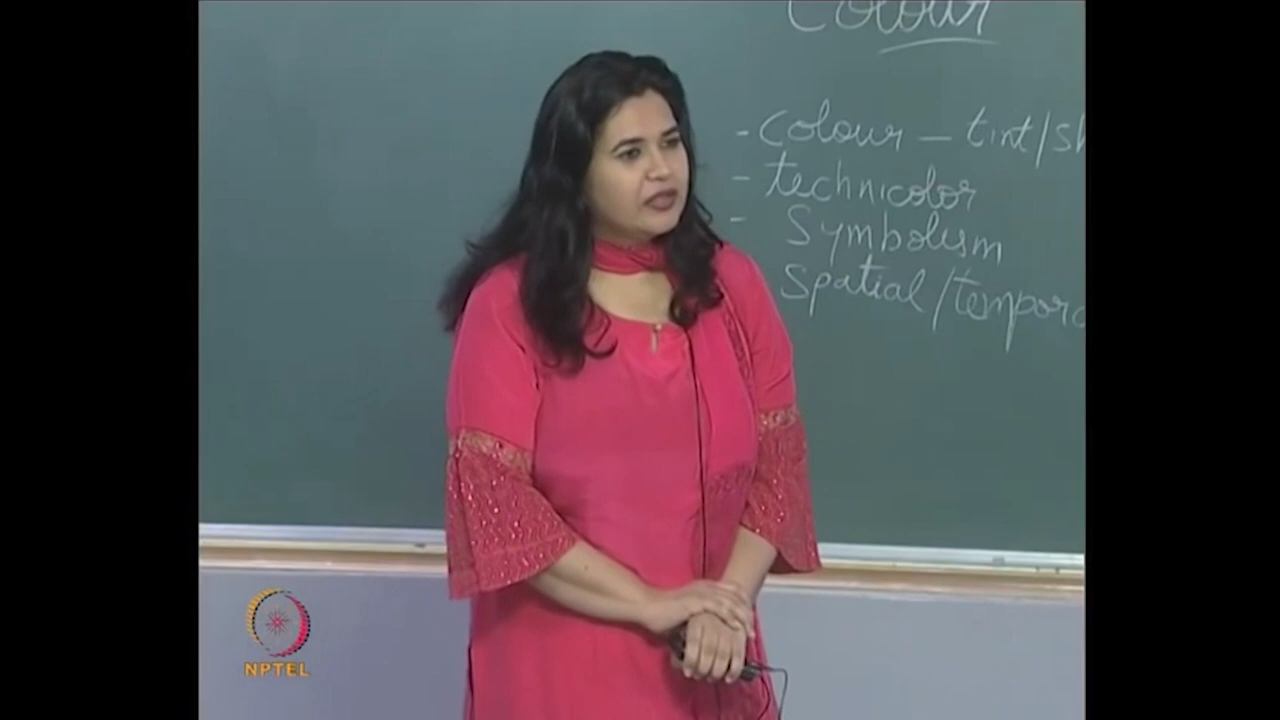 Colour
- Colour - tint/sh
- technicolor
- Symbolism
Spatial/tempora
NPTEL